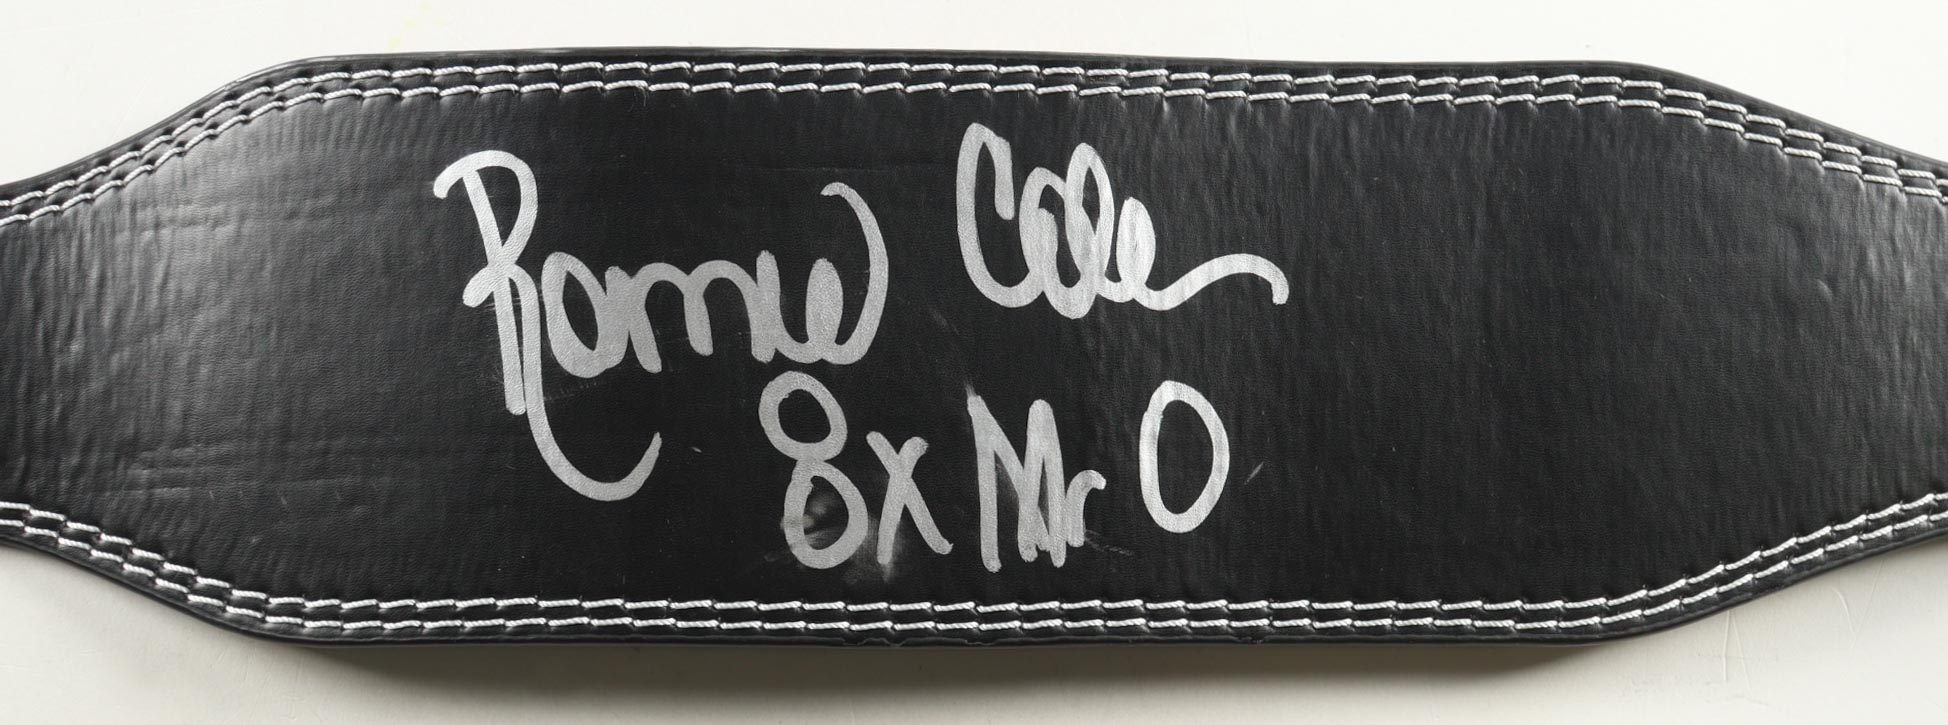 Ronnie Coleman
8x Mr O